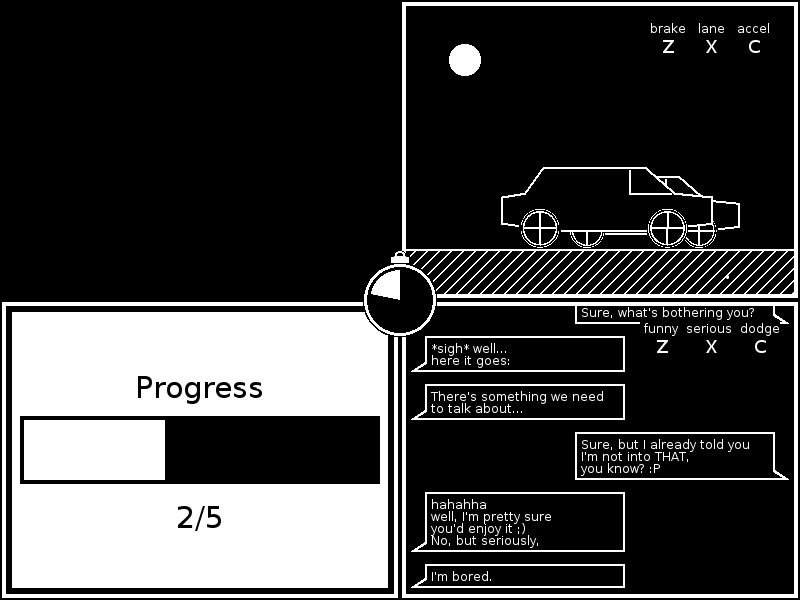 brake lane accel
Z X C
Sure, what's bothering you?
funny serious dodge
Z X C
*sigh* well...
here it goes:
There's something we need
to talk about...
Sure, but I already told you
I'm not into THAT,
you know? :P
hahahha
well, I'm pretty sure
you'd enjoy it ;)
No, but seriously,
I'm bored.
Progress
2/5